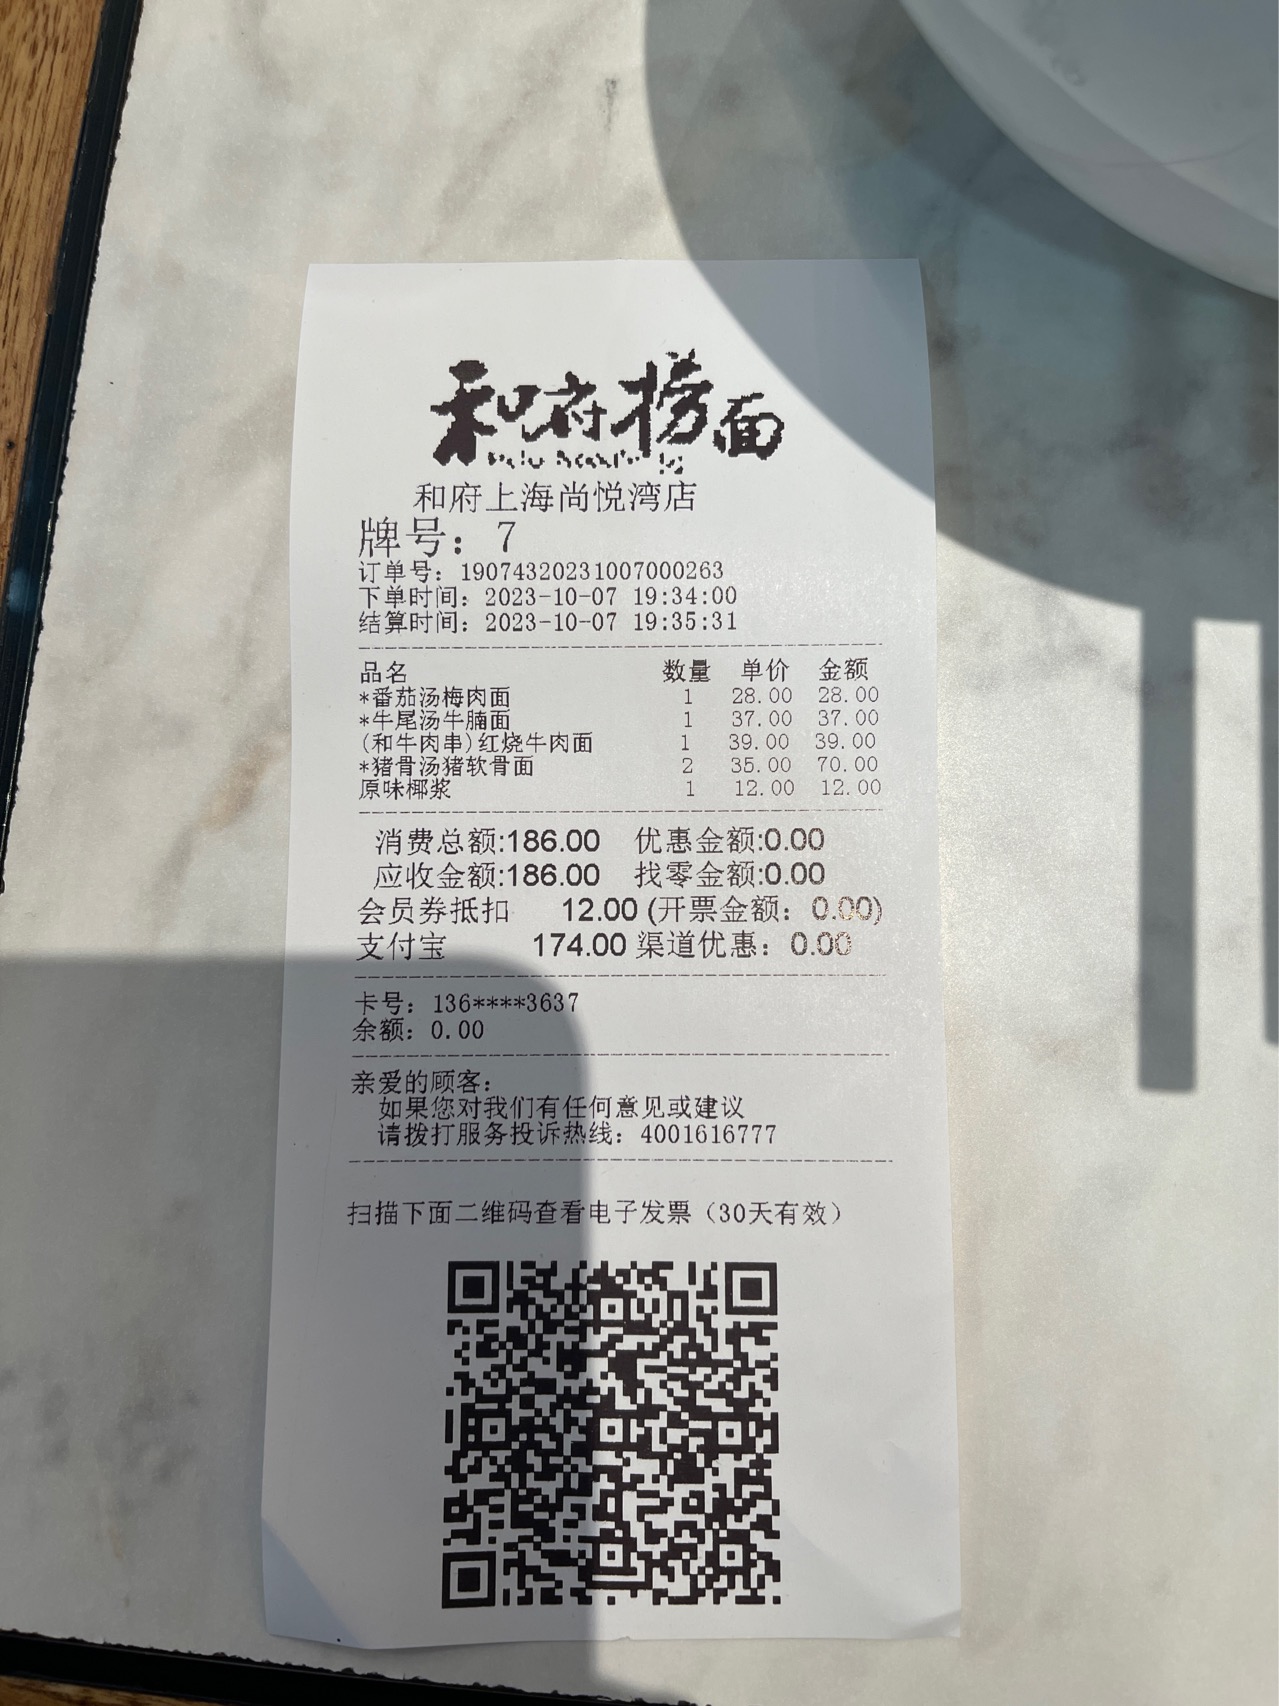 和府捞面
和府上海尚悦湾店
牌号：7
订单号：19074320231007000263
下单时间：2023-10-07 19:34:00
结算时间：2023-10-07 19:35:31
品名 数量 单价 金额
*番茄汤梅肉面 1 28.00 28.00
*牛尾汤牛腩面 1 37.00 37.00
(和牛肉串)红烧牛肉面 1 39.00 39.00
*猪骨汤猪软骨面 2 35.00 70.00
原味椰浆 1 12.00 12.00
消费总额:186.00 优惠金额:0.00
应收金额:186.00 找零金额:0.00
会员券抵扣 12.00 (开票金额：0.00)
支付宝 174.00 渠道优惠：0.00
卡号：136****3637
余额：0.00
亲爱的顾客：
如果您对我们有任何意见或建议
请拨打服务投诉热线：4001616777
扫描下面二维码查看电子发票（30天有效）